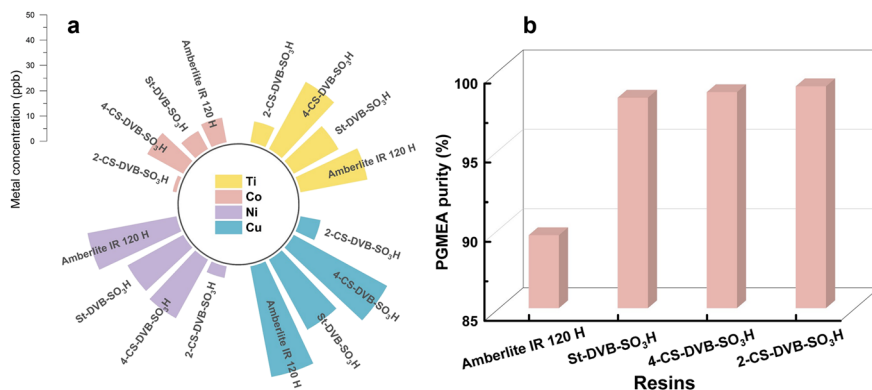 a
50
40
30
20
10
0
Metal concentration (ppb)
2-CS-DVB-SO₃H
4-CS-DVB-SO₃H
St-DVB-SO₃H
Amberlite IR 120 H
2-CS-DVB-SO₃H
4-CS-DVB-SO₃H
St-DVB-SO₃H
Amberlite IR 120 H
Amberlite IR 120 H
St-DVB-SO₃H
4-CS-DVB-SO₃H
2-CS-DVB-SO₃H
Amberlite IR 120 H
St-DVB-SO₃H
4-CS-DVB-SO₃H
2-CS-DVB-SO₃H
Ti
Co
Ni
Cu
b
100
95
90
85
PGMEA purity (%)
Amberlite IR 120 H
St-DVB-SO₃H
4-CS-DVB-SO₃H
2-CS-DVB-SO₃H
Resins